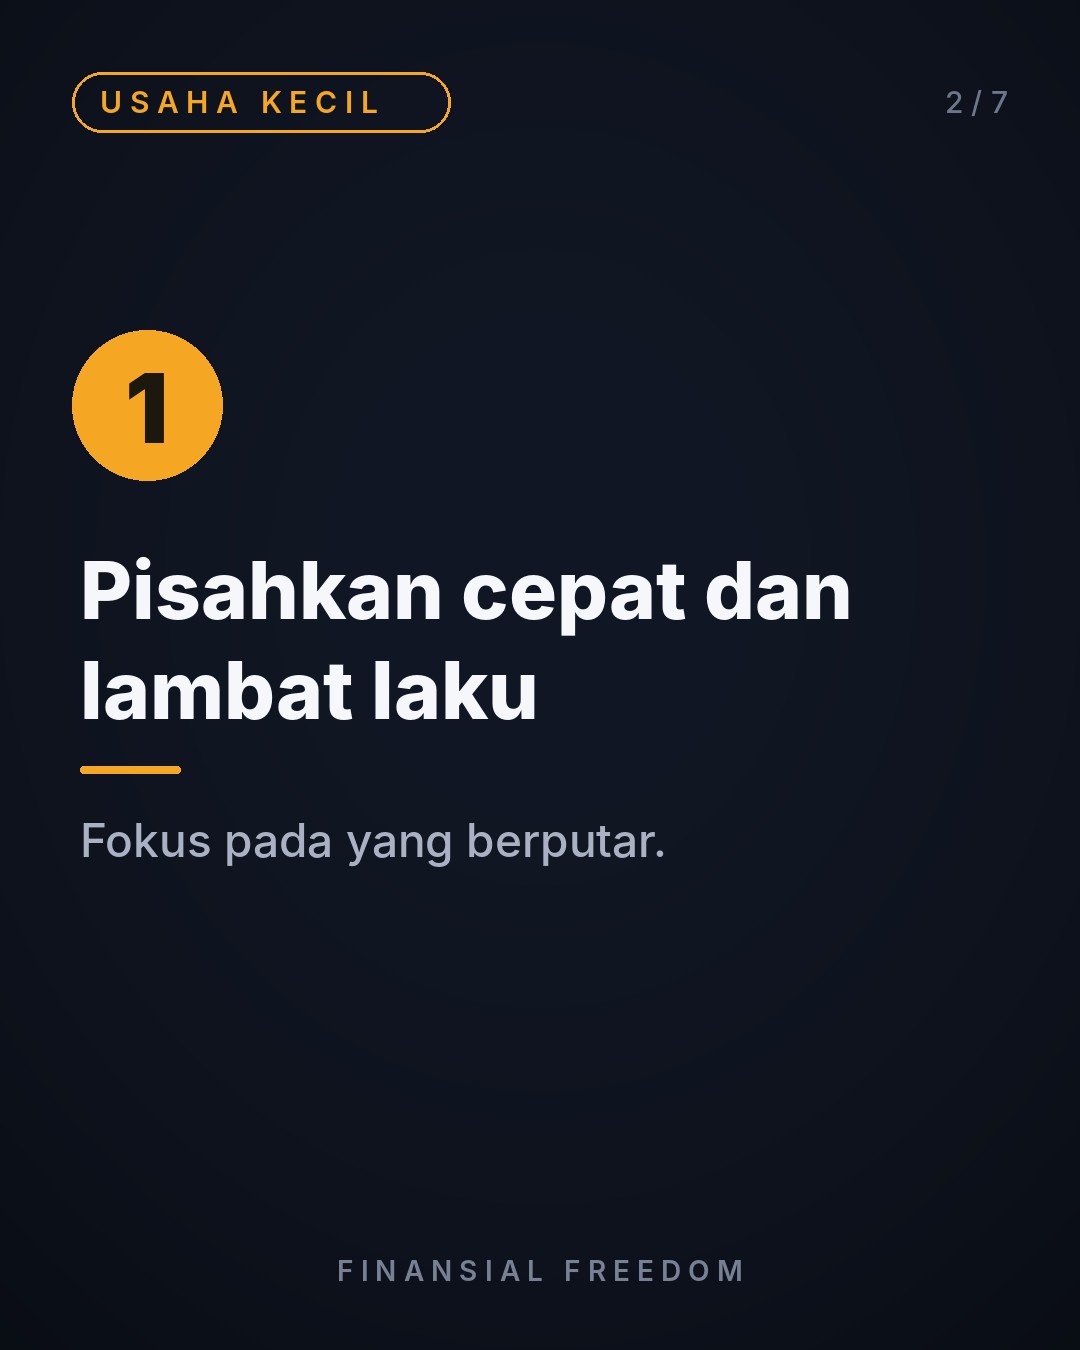 USAHA KECIL
2/7
1
Pisahkan cepat dan
lambat laku
Fokus pada yang berputar.
FINANSIAL FREEDOM